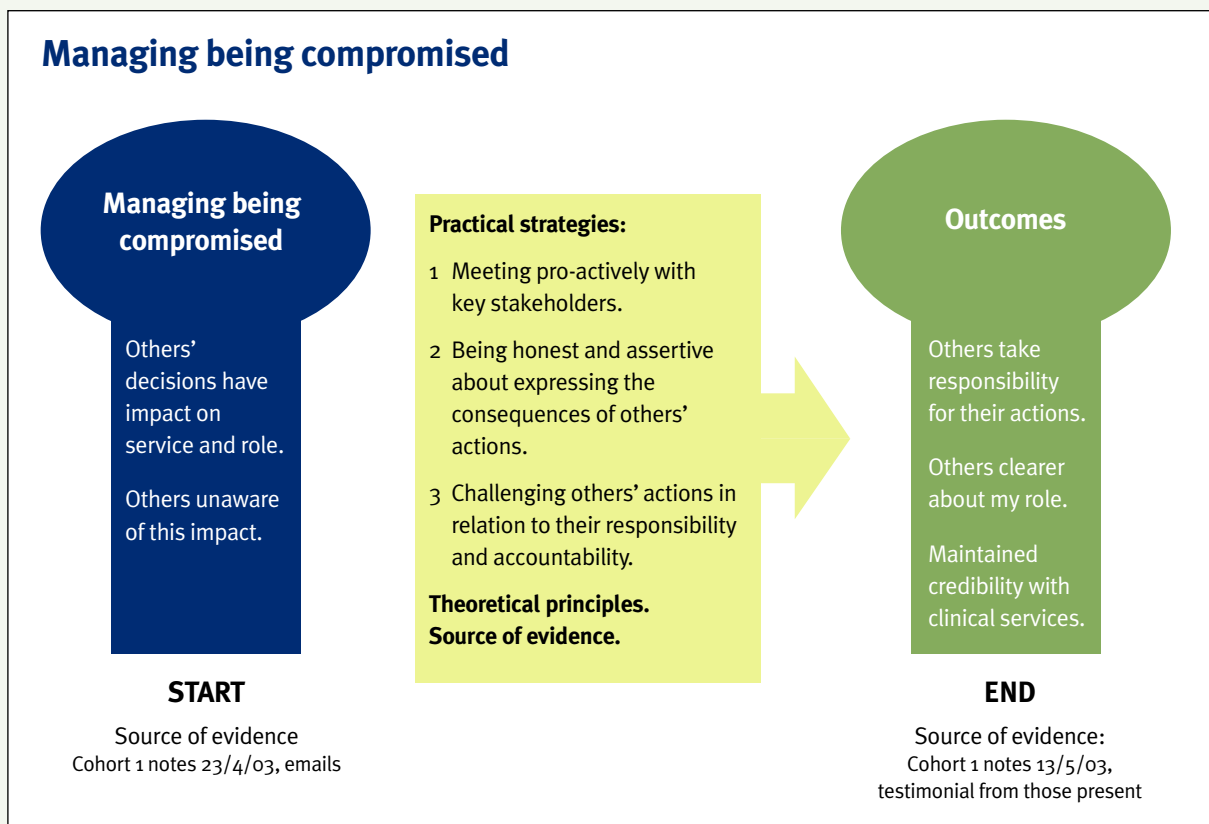 Managing being compromised
Managing being
compromised
Others’
decisions have
impact on
service and role.
Others unaware
of this impact.
START
Source of evidence
Cohort 1 notes 23/4/03, emails
Practical strategies:
1 Meeting pro-actively with
key stakeholders.
2 Being honest and assertive
about expressing the
consequences of others’
actions.
3 Challenging others’ actions in
relation to their responsibility
and accountability.
Theoretical principles.
Source of evidence.
Outcomes
Others take
responsibility
for their actions.
Others clearer
about my role.
Maintained
credibility with
clinical services.
END
Source of evidence:
Cohort 1 notes 13/5/03,
testimonial from those present